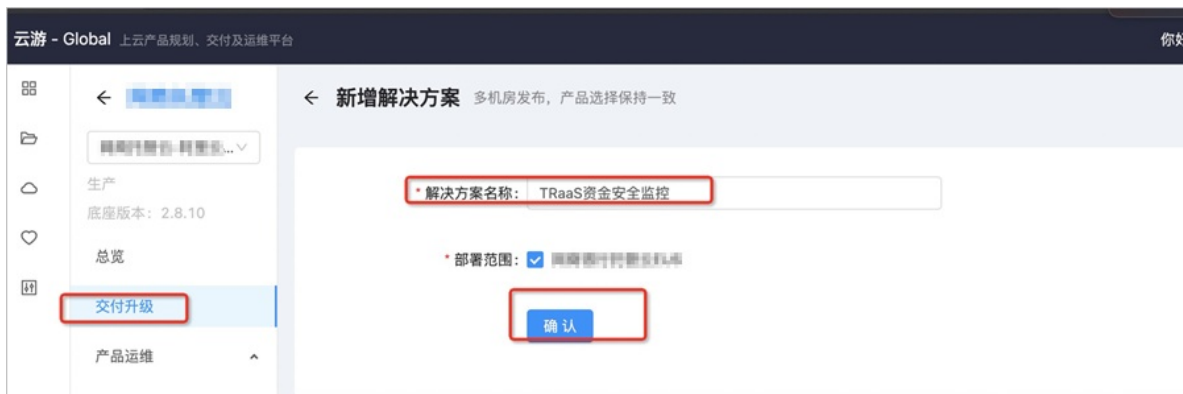 云游 - Global 上云产品规划、交付及运维平台
你好
新增解决方案 多机房发布，产品选择保持一致
生产
底座版本：2.8.10
总览
交付升级
产品运维
* 解决方案名称： TRaaS资金安全监控
* 部署范围：
确 认